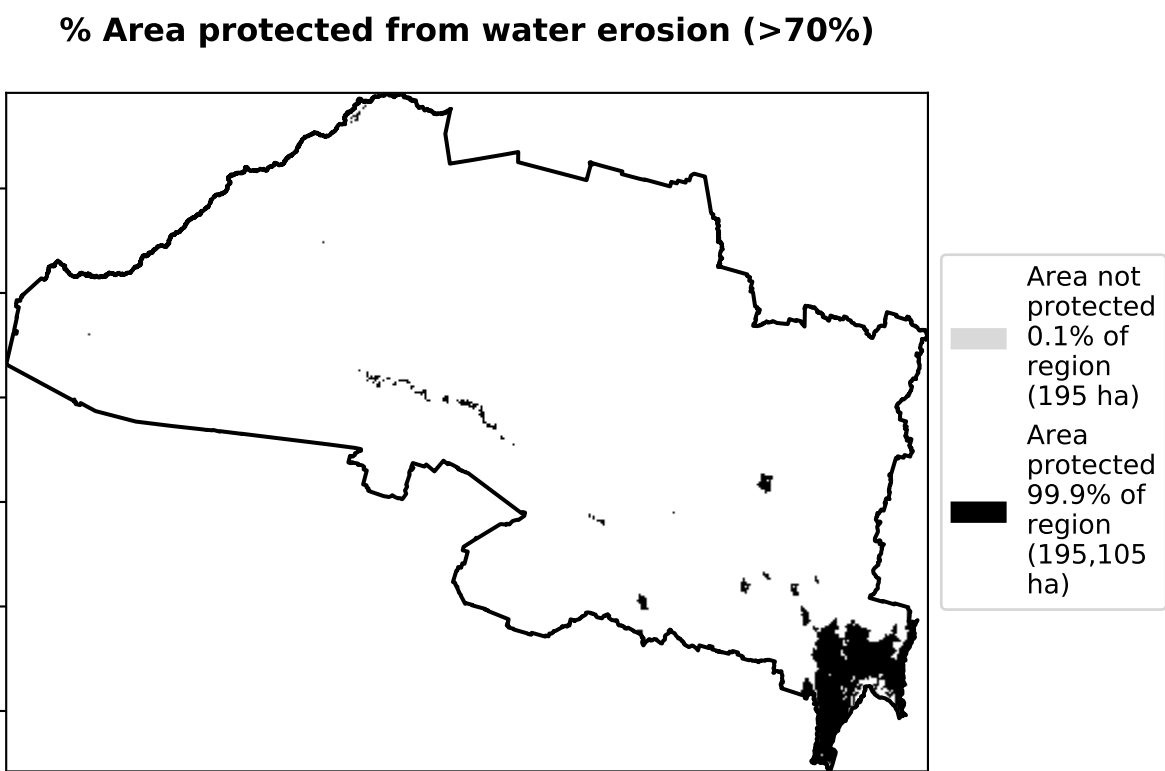 % Area protected from water erosion (>70%)
Area not
protected
0.1% of
region
(195 ha)
Area
protected
99.9% of
region
(195,105
ha)